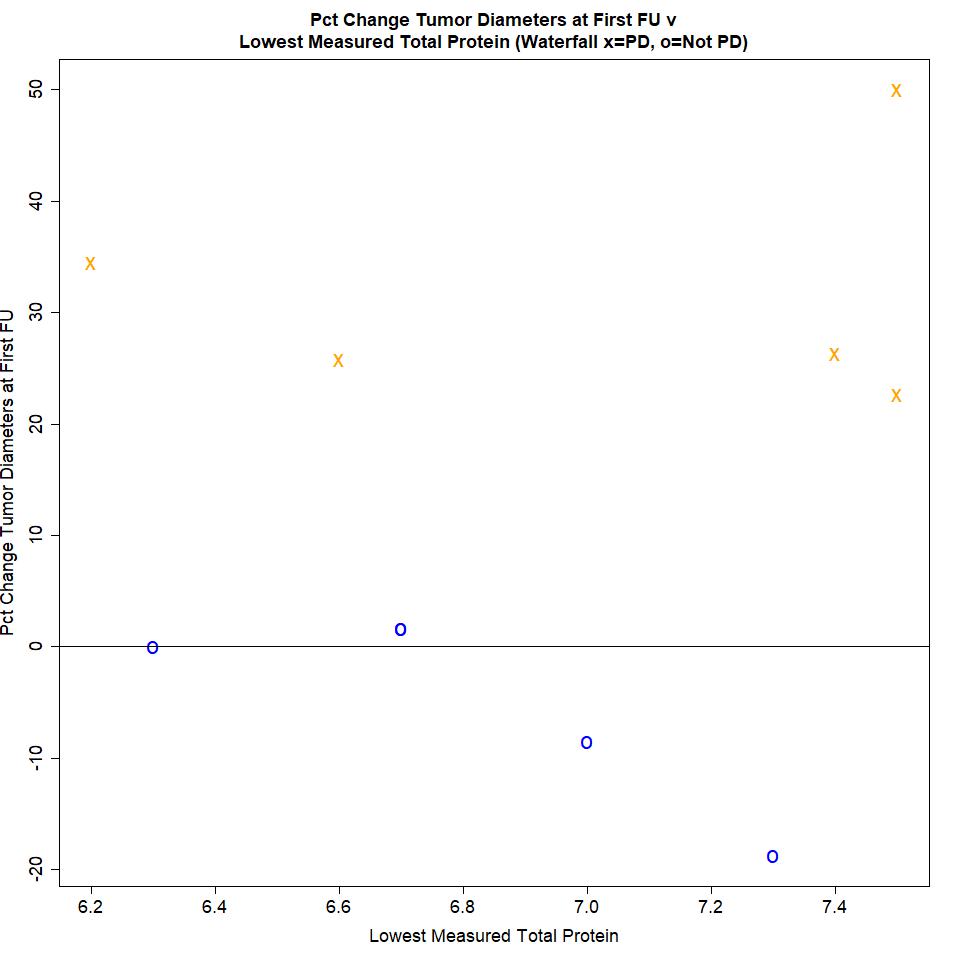 Pct Change Tumor Diameters at First FU v
Lowest Measured Total Protein (Waterfall x=PD, o=Not PD)
Pct Change Tumor Diameters at First FU
50
40
30
20
10
0
-10
-20
X
X
X
X
X
O
O
O
O
6.2
6.4
6.6
6.8
7.0
7.2
7.4
Lowest Measured Total Protein